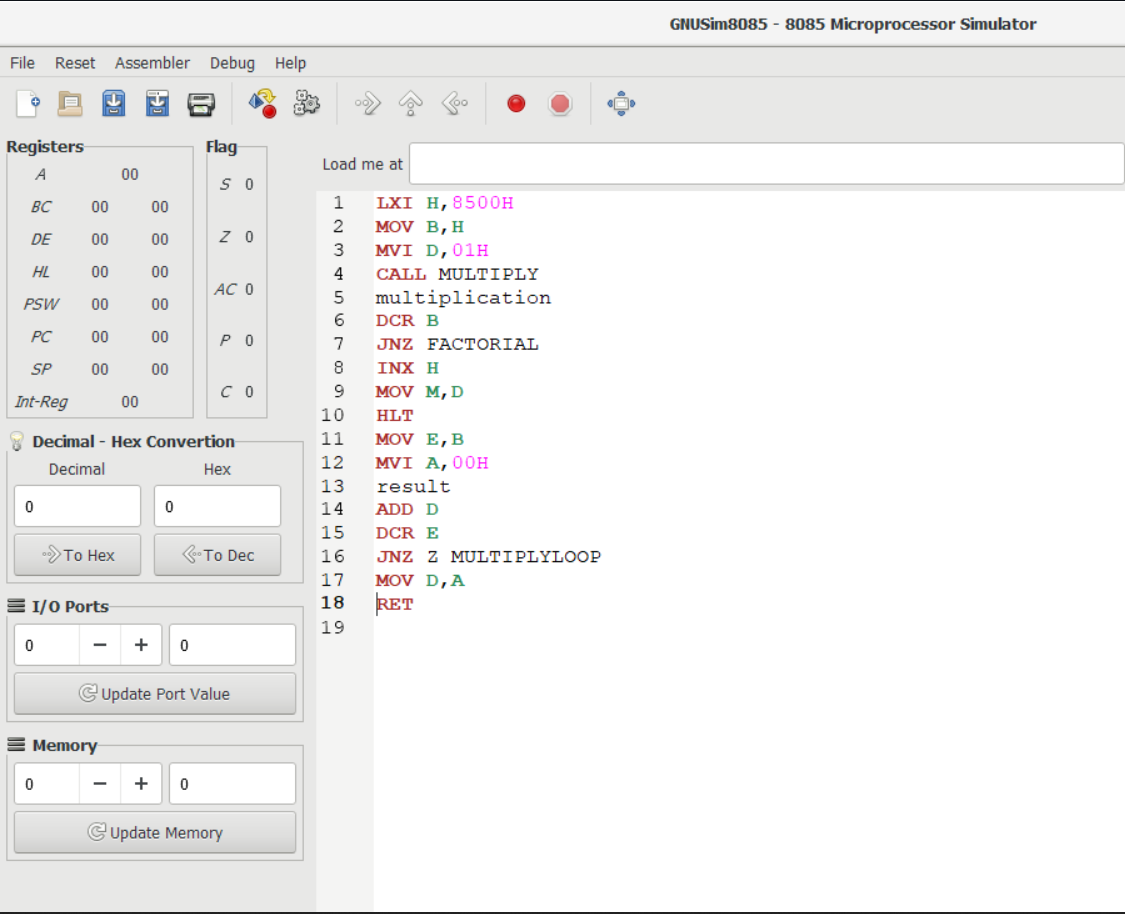 GNUSim8085 - 8085 Microprocessor Simulator
File Reset Assembler Debug Help
Registers
A 00
BC 00 00
DE 00 00
HL 00 00
PSW 00 00
PC 00 00
SP 00 00
Int-Reg 00
Flag
S 0
Z 0
AC 0
P 0
C 0
Decimal - Hex Convertion
Decimal Hex
0 0
To Hex To Dec
I/O Ports
0 − + 0
Update Port Value
Memory
0 − + 0
Update Memory
Load me at
1 LXI H,8500H
2 MOV B,H
3 MVI D,01H
4 CALL MULTIPLY
5 multiplication
6 DCR B
7 JNZ FACTORIAL
8 INX H
9 MOV M,D
10 HLT
11 MOV E,B
12 MVI A,00H
13 result
14 ADD D
15 DCR E
16 JNZ Z MULTIPLYLOOP
17 MOV D,A
18 RET
19